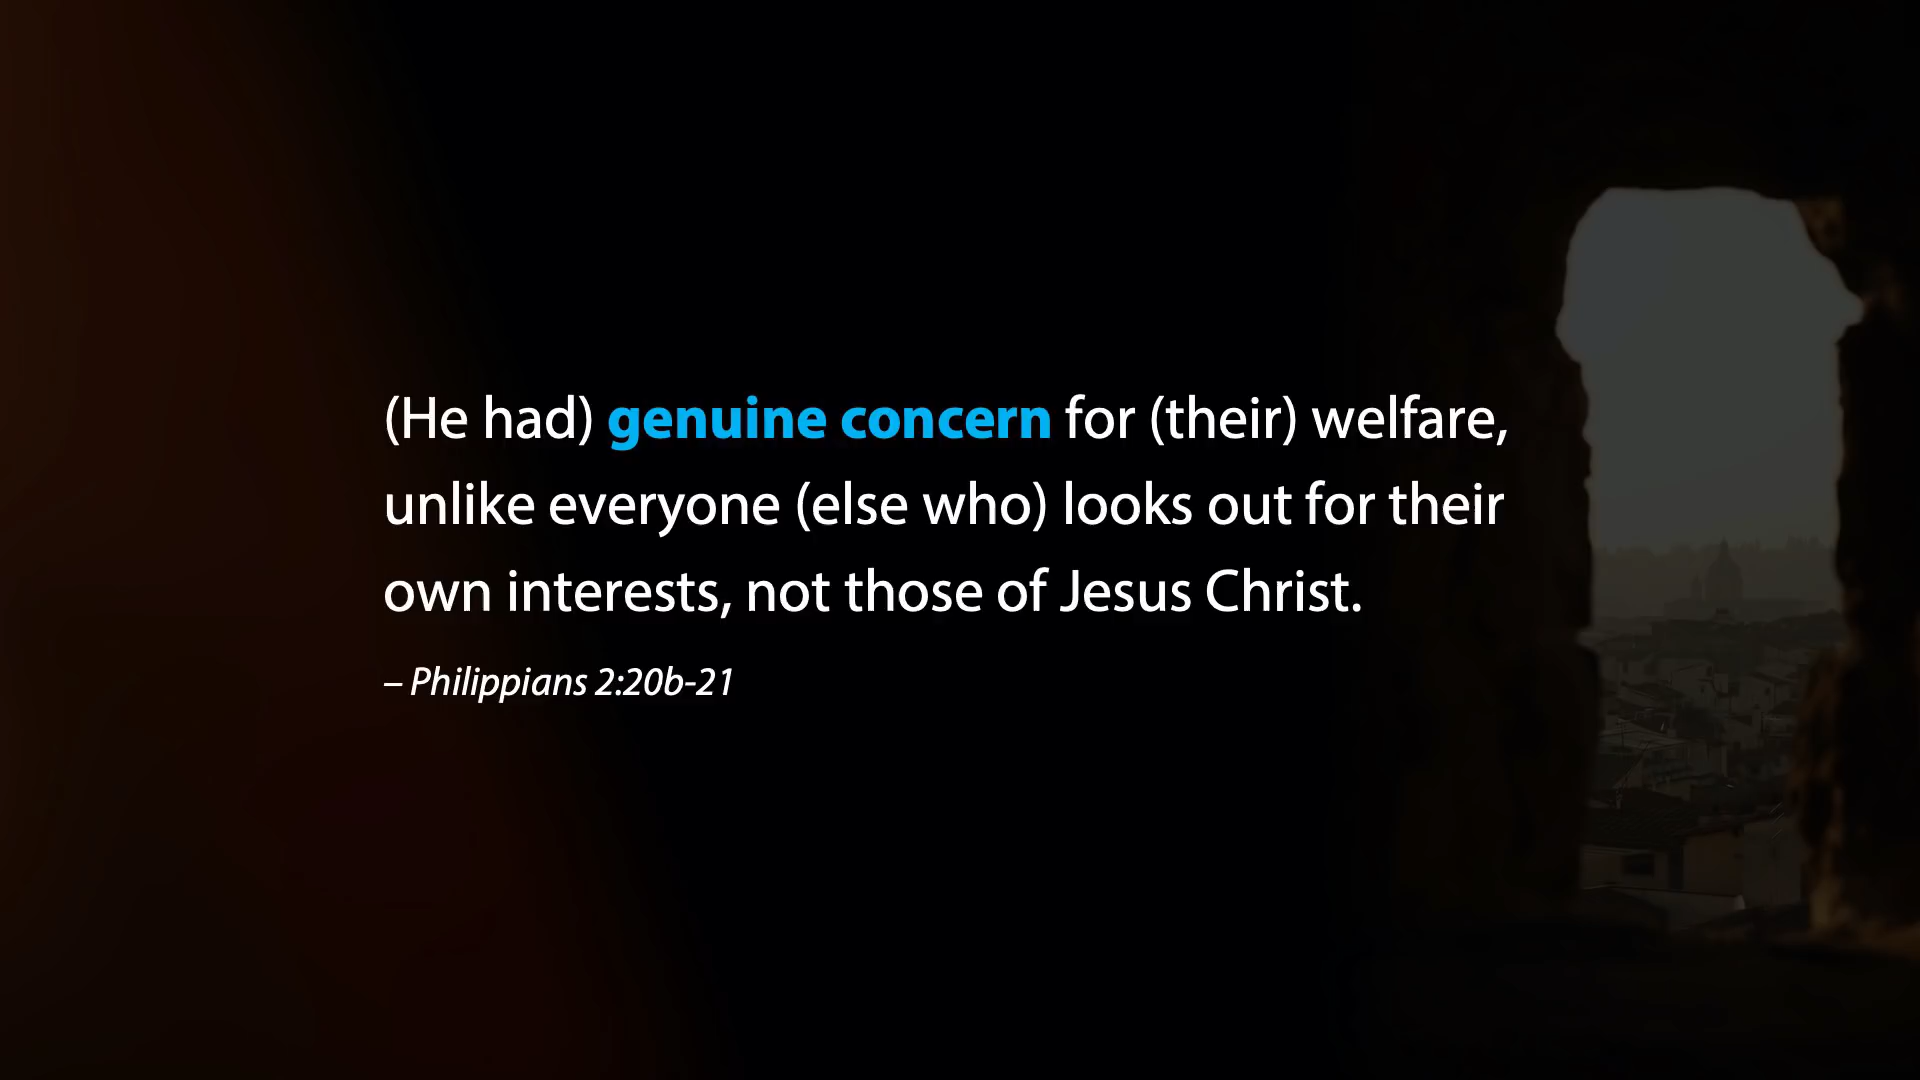 (He had) genuine concern for (their) welfare,
unlike everyone (else who) looks out for their
own interests, not those of Jesus Christ.
– Philippians 2:20b-21